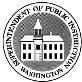 SUPERINTENDENT OF PUBLIC INSTRUCTION
WASHINGTON